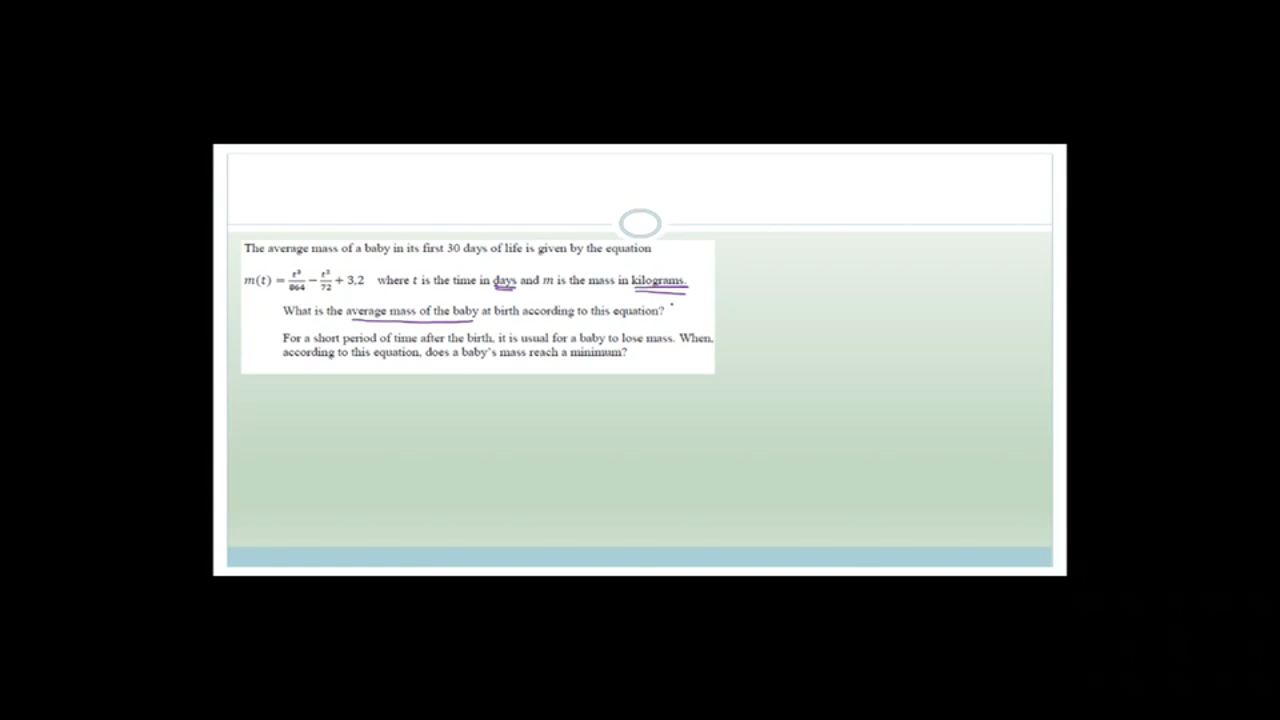 The average mass of a baby in its first 30 days of life is given by the equation
m(t) = t³/864 − t²/72 + 3,2 where t is the time in days and m is the mass in kilograms.
What is the average mass of the baby at birth according to this equation?
For a short period of time after the birth, it is usual for a baby to lose mass. When,
according to this equation, does a baby's mass reach a minimum?